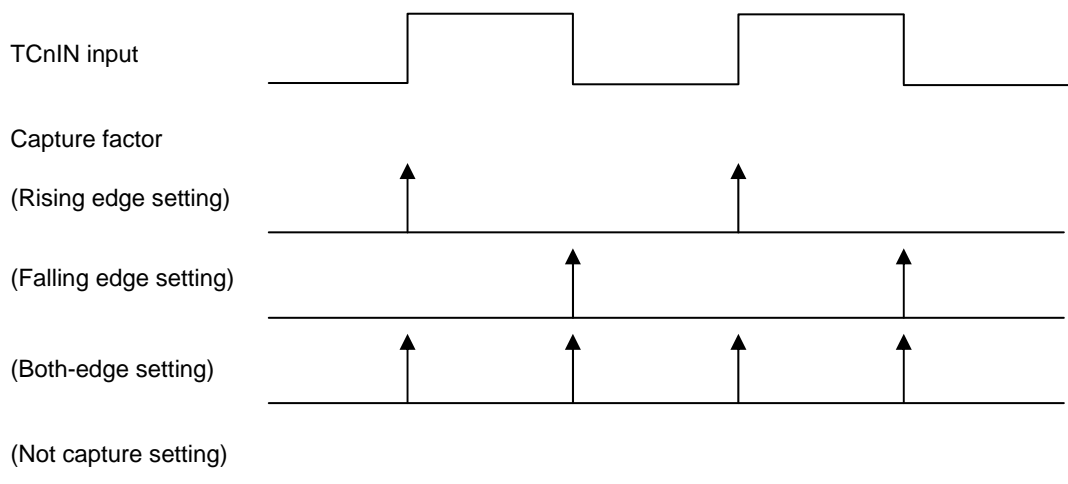 TCnIN input
Capture factor
(Rising edge setting)
(Falling edge setting)
(Both-edge setting)
(Not capture setting)